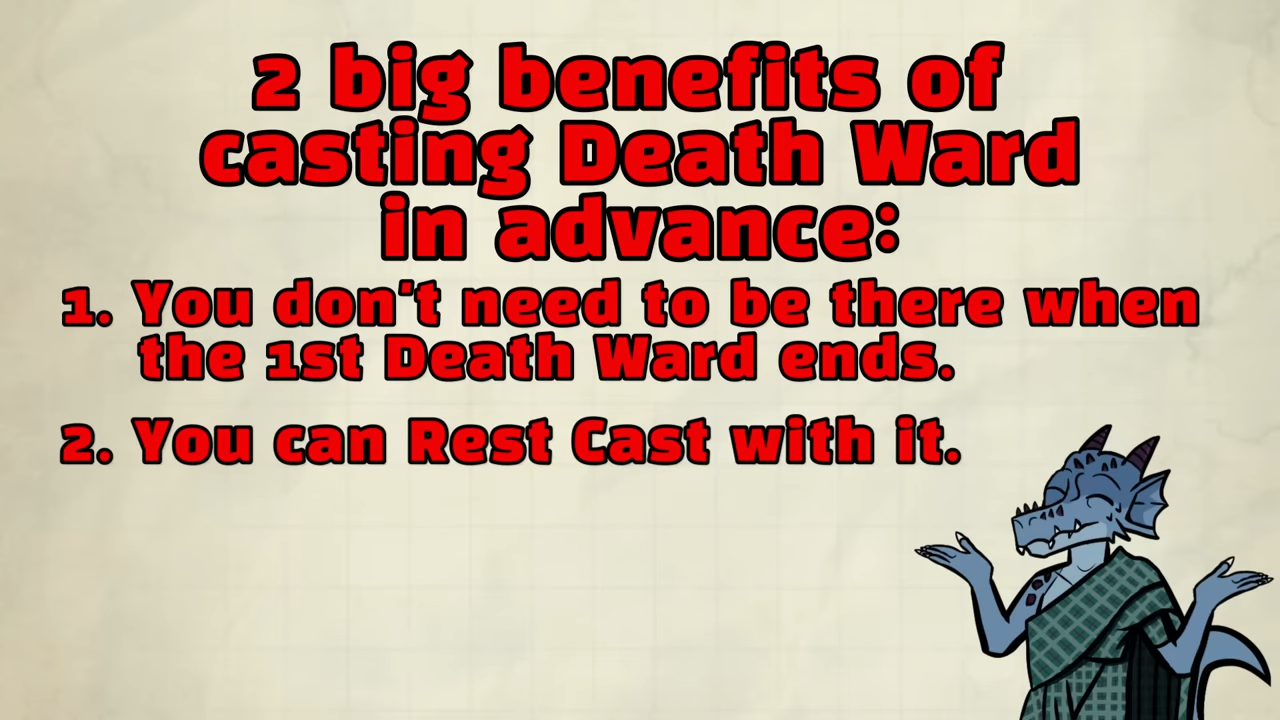 2 big benefits of
casting Death Ward
in advance:
1. You don't need to be there when
the 1st Death Ward ends.
2. You can Rest Cast with it.